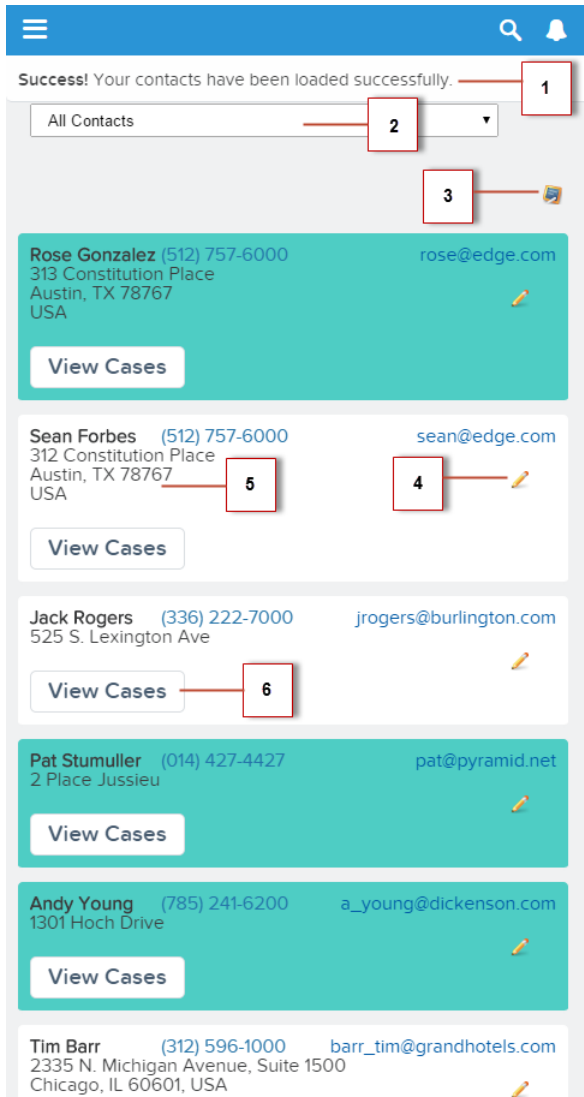 Success! Your contacts have been loaded successfully.
1
All Contacts
2
3
Rose Gonzalez (512) 757-6000 rose@edge.com
313 Constitution Place
Austin, TX 78767
USA
View Cases
Sean Forbes (512) 757-6000 sean@edge.com
312 Constitution Place
Austin, TX 78767
USA
5
4
View Cases
Jack Rogers (336) 222-7000 jrogers@burlington.com
525 S. Lexington Ave
View Cases
6
Pat Stumuller (014) 427-4427 pat@pyramid.net
2 Place Jussieu
View Cases
Andy Young (785) 241-6200 a_young@dickenson.com
1301 Hoch Drive
View Cases
Tim Barr (312) 596-1000 barr_tim@grandhotels.com
2335 N. Michigan Avenue, Suite 1500
Chicago, IL 60601, USA